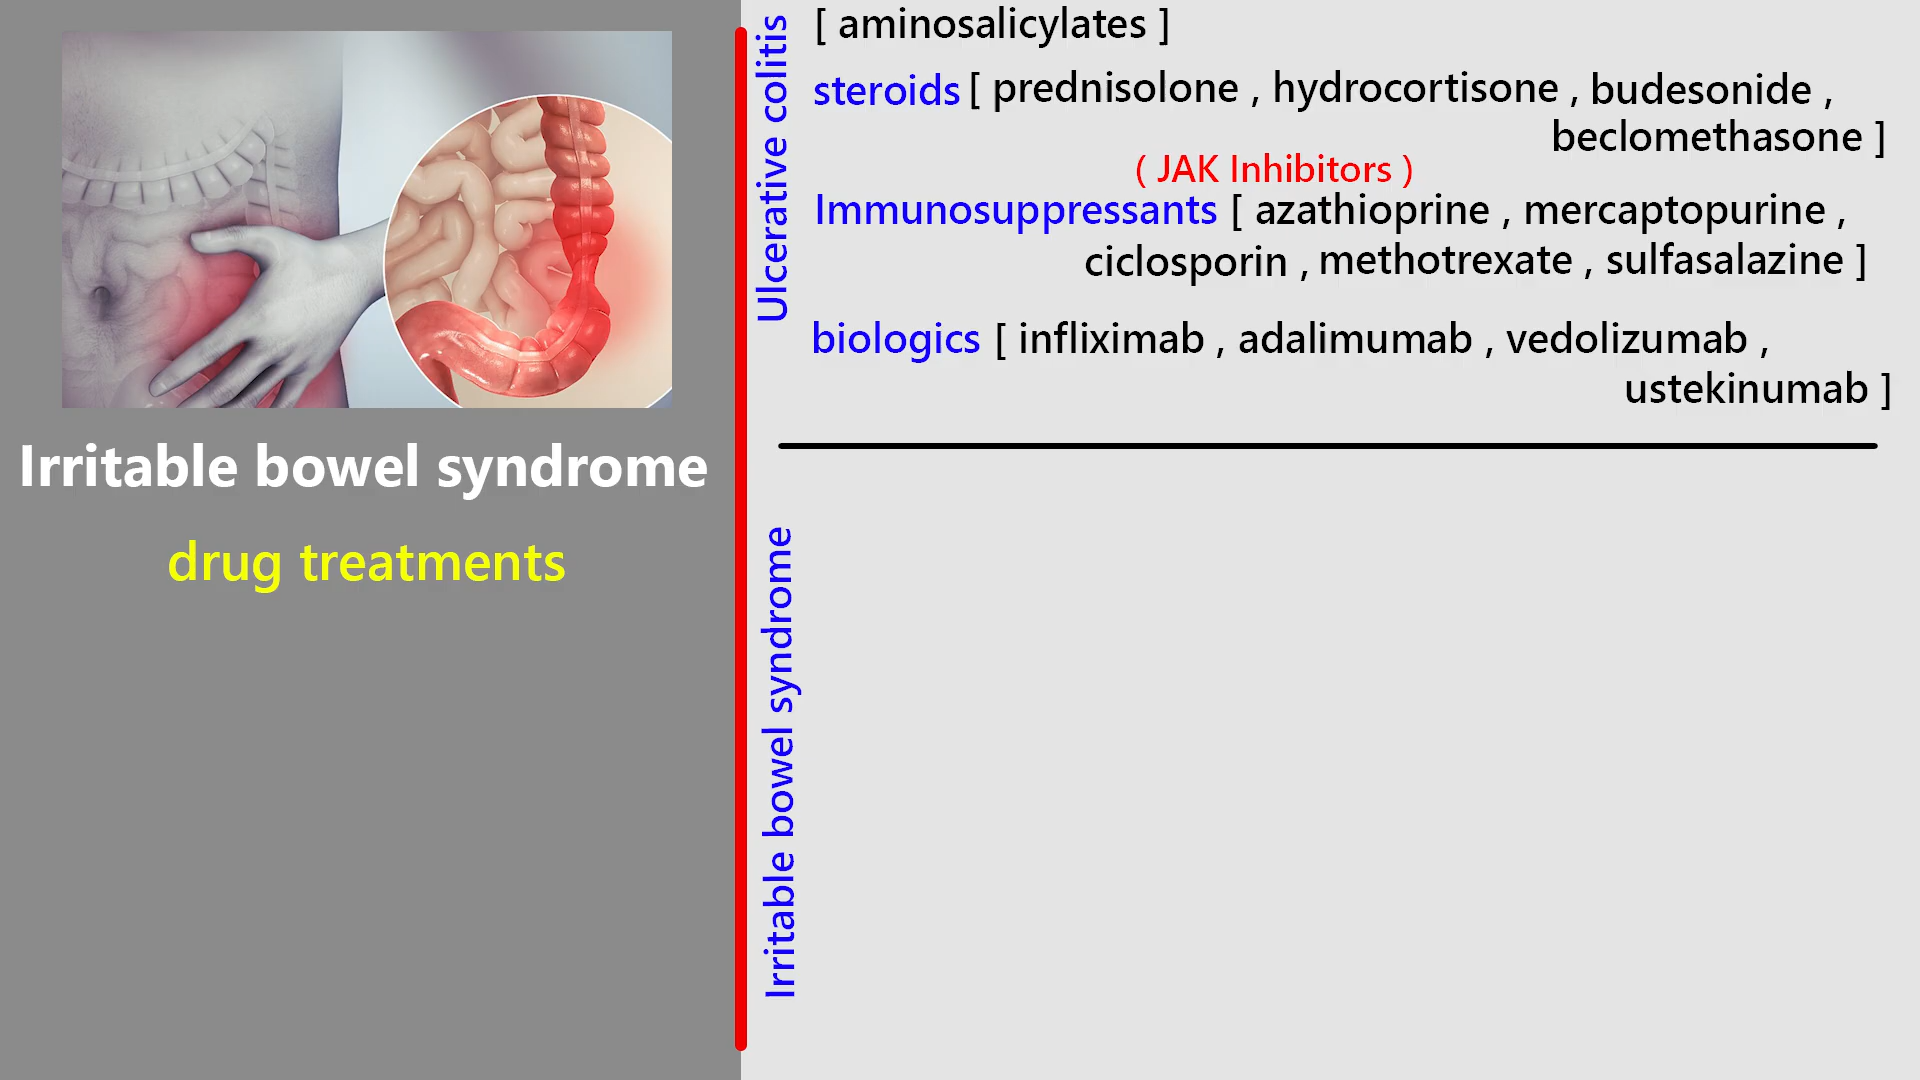 Irritable bowel syndrome
drug treatments
Ulcerative colitis
[ aminosalicylates ]
steroids [ prednisolone , hydrocortisone , budesonide ,
beclomethasone ]
( JAK Inhibitors )
Immunosuppressants [ azathioprine , mercaptopurine ,
ciclosporin , methotrexate , sulfasalazine ]
biologics [ infliximab , adalimumab , vedolizumab ,
ustekinumab ]
Irritable bowel syndrome